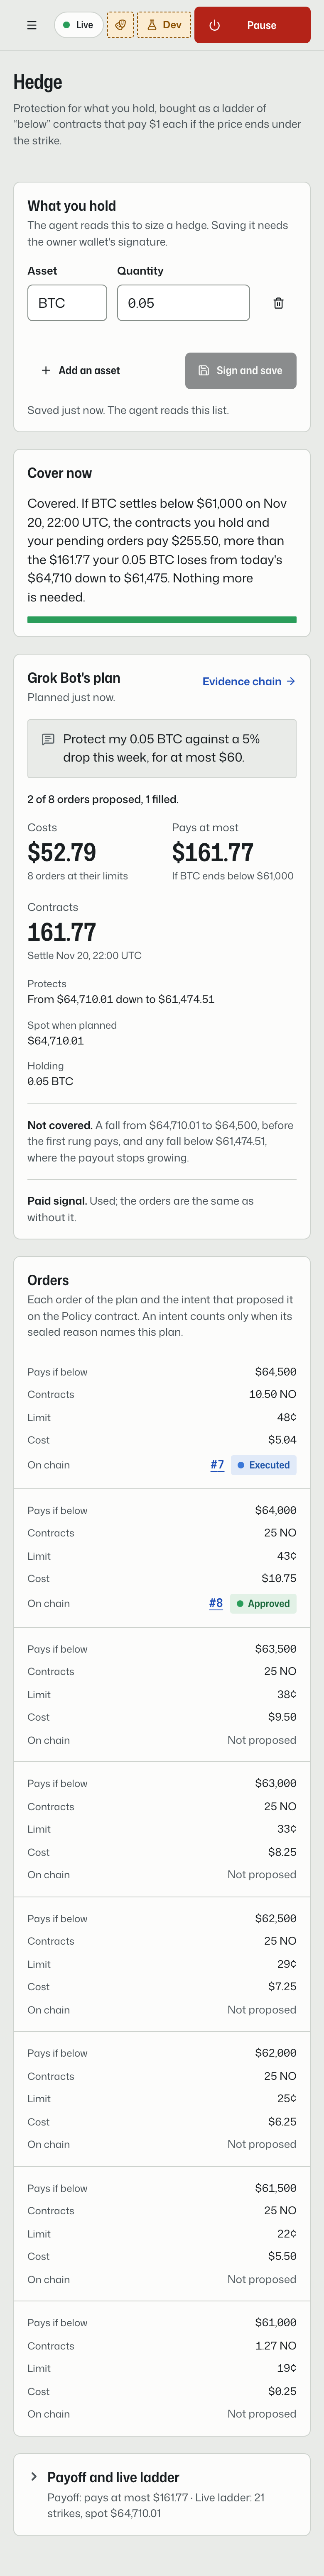 Live
Dev
Pause
Hedge
Protection for what you hold, bought as a ladder of
“below” contracts that pay $1 each if the price ends under
the strike.
What you hold
The agent reads this to size a hedge. Saving it needs
the owner wallet's signature.
Asset
Quantity
BTC
0.05
Add an asset
Sign and save
Saved just now. The agent reads this list.
Cover now
Covered. If BTC settles below $61,000 on Nov
20, 22:00 UTC, the contracts you hold and
your pending orders pay $255.50, more than
the $161.77 your 0.05 BTC loses from today's
$64,710 down to $61,475. Nothing more
is needed.
Grok Bot's plan
Evidence chain →
Planned just now.
Protect my 0.05 BTC against a 5%
drop this week, for at most $60.
2 of 8 orders proposed, 1 filled.
Costs
Pays at most
$52.79
$161.77
8 orders at their limits
If BTC ends below $61,000
Contracts
161.77
Settle Nov 20, 22:00 UTC
Protects
From $64,710.01 down to $61,474.51
Spot when planned
$64,710.01
Holding
0.05 BTC
Not covered. A fall from $64,710.01 to $64,500, before
the first rung pays, and any fall below $61,474.51,
where the payout stops growing.
Paid signal. Used; the orders are the same as
without it.
Orders
Each order of the plan and the intent that proposed it
on the Policy contract. An intent counts only when its
sealed reason names this plan.
Pays if below $64,500
Contracts 10.50 NO
Limit 48¢
Cost $5.04
On chain #7 Executed
Pays if below $64,000
Contracts 25 NO
Limit 43¢
Cost $10.75
On chain #8 Approved
Pays if below $63,500
Contracts 25 NO
Limit 38¢
Cost $9.50
On chain Not proposed
Pays if below $63,000
Contracts 25 NO
Limit 33¢
Cost $8.25
On chain Not proposed
Pays if below $62,500
Contracts 25 NO
Limit 29¢
Cost $7.25
On chain Not proposed
Pays if below $62,000
Contracts 25 NO
Limit 25¢
Cost $6.25
On chain Not proposed
Pays if below $61,500
Contracts 25 NO
Limit 22¢
Cost $5.50
On chain Not proposed
Pays if below $61,000
Contracts 1.27 NO
Limit 19¢
Cost $0.25
On chain Not proposed
Payoff and live ladder
Payoff: pays at most $161.77 · Live ladder: 21
strikes, spot $64,710.01